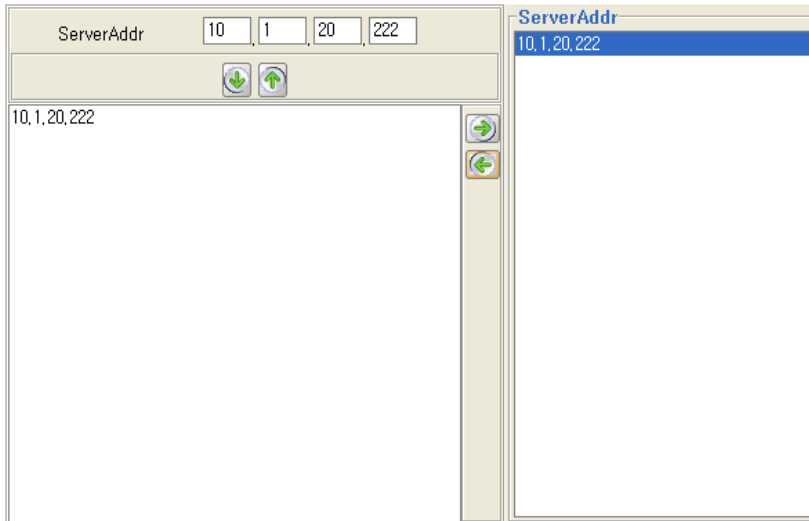 ServerAddr 10 . 1 . 20 . 222
10,1,20,222
ServerAddr
10,1,20,222